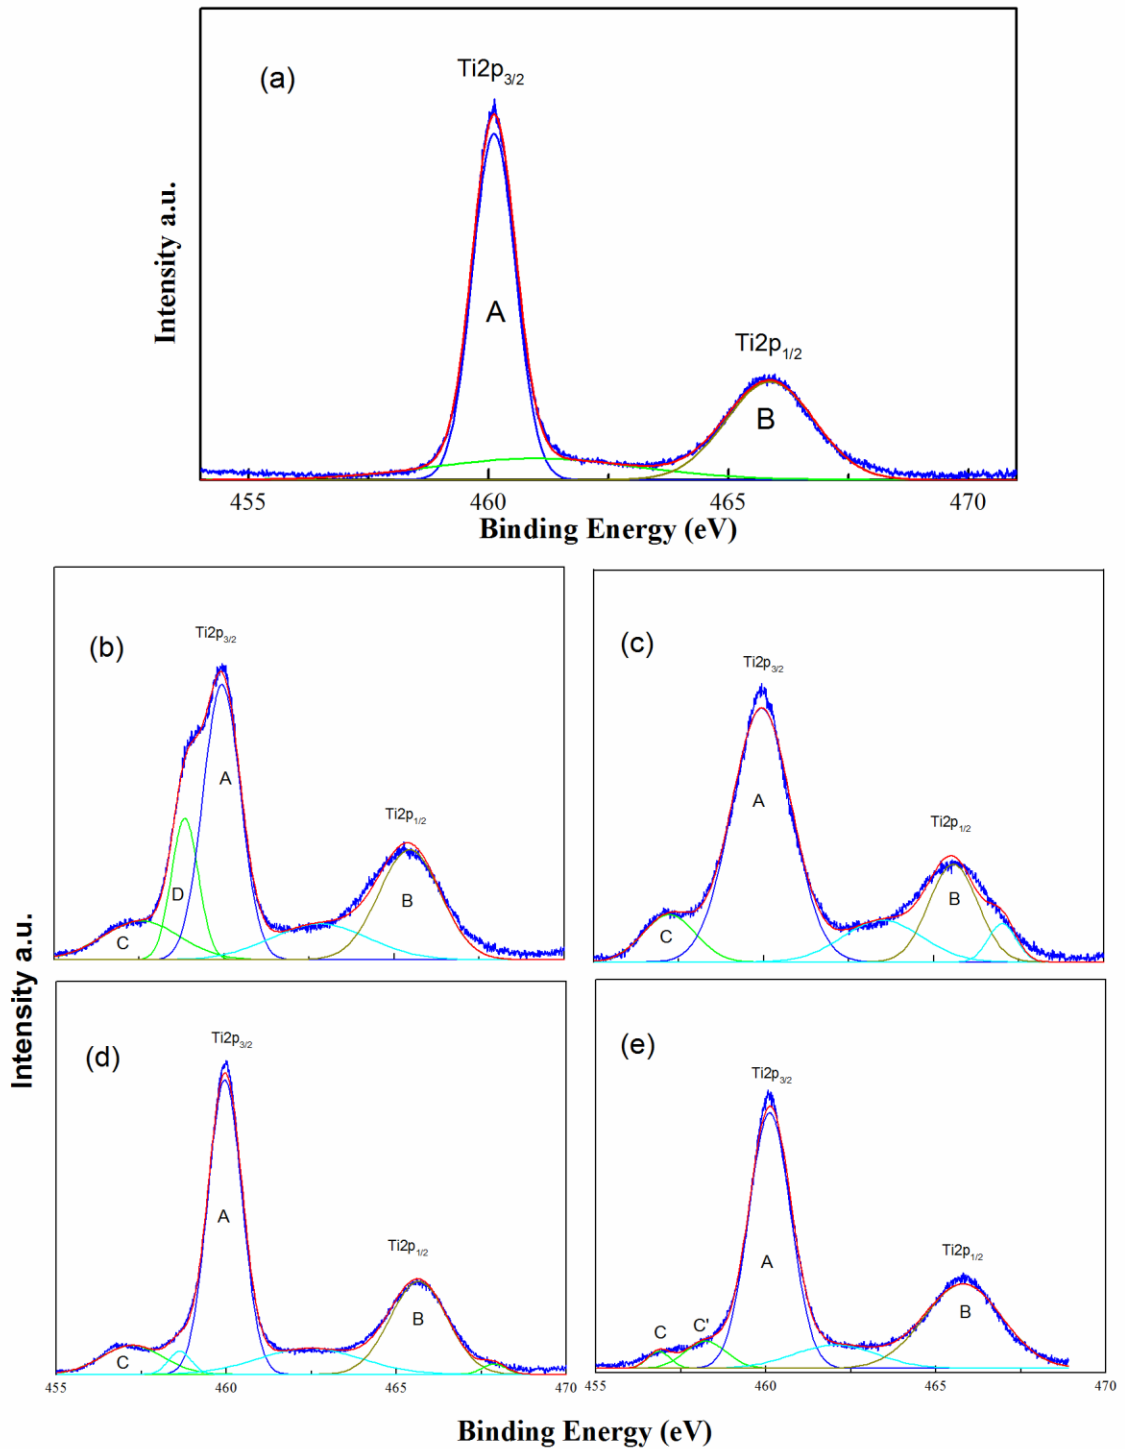 (a)
Ti2p3/2
A
Ti2p1/2
B
Intensity a.u.
455 460 465 470
Binding Energy (eV)
(b)
Ti2p3/2
A
D
C
Ti2p1/2
B
(c)
Ti2p3/2
A
C
Ti2p1/2
B
Intensity a.u.
(d)
Ti2p3/2
A
C
Ti2p1/2
B
455 460 465 470
(e)
Ti2p3/2
A
C C'
Ti2p1/2
B
455 460 465 470
Binding Energy (eV)